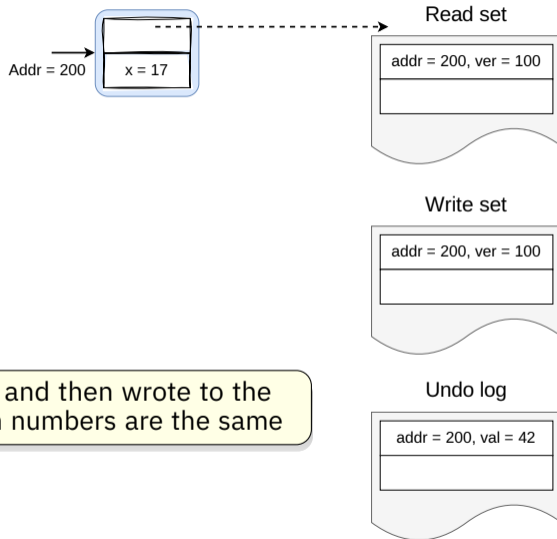 Read set
Addr = 200
x = 17
addr = 200, ver = 100
Write set
addr = 200, ver = 100
and then wrote to the
numbers are the same
Undo log
addr = 200, val = 42